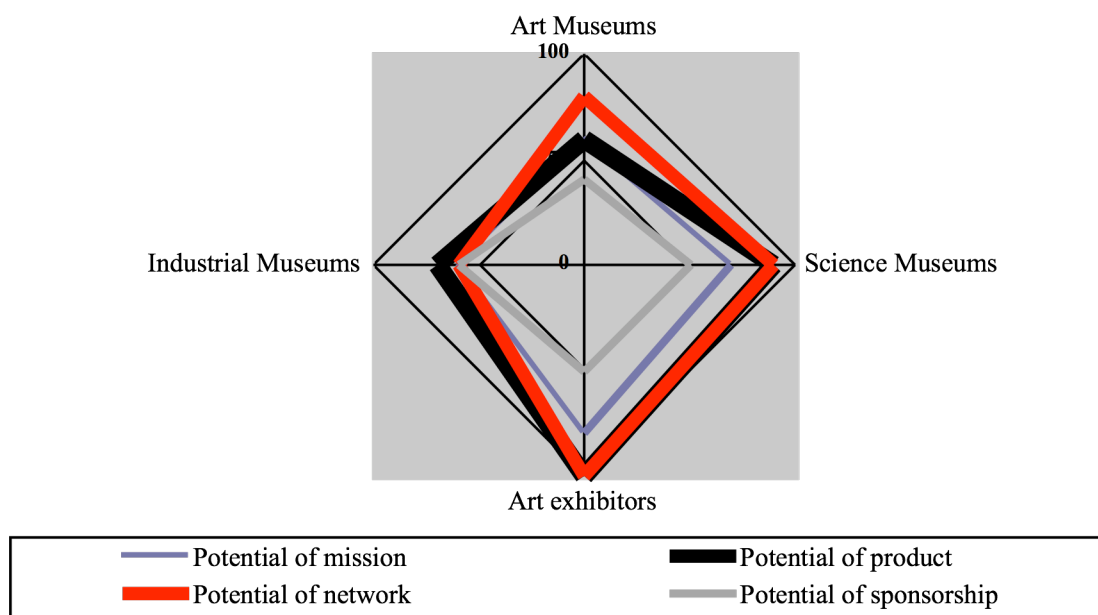 Art Museums
100
Industrial Museums
0
Science Museums
Art exhibitors
Potential of mission
Potential of product
Potential of network
Potential of sponsorship